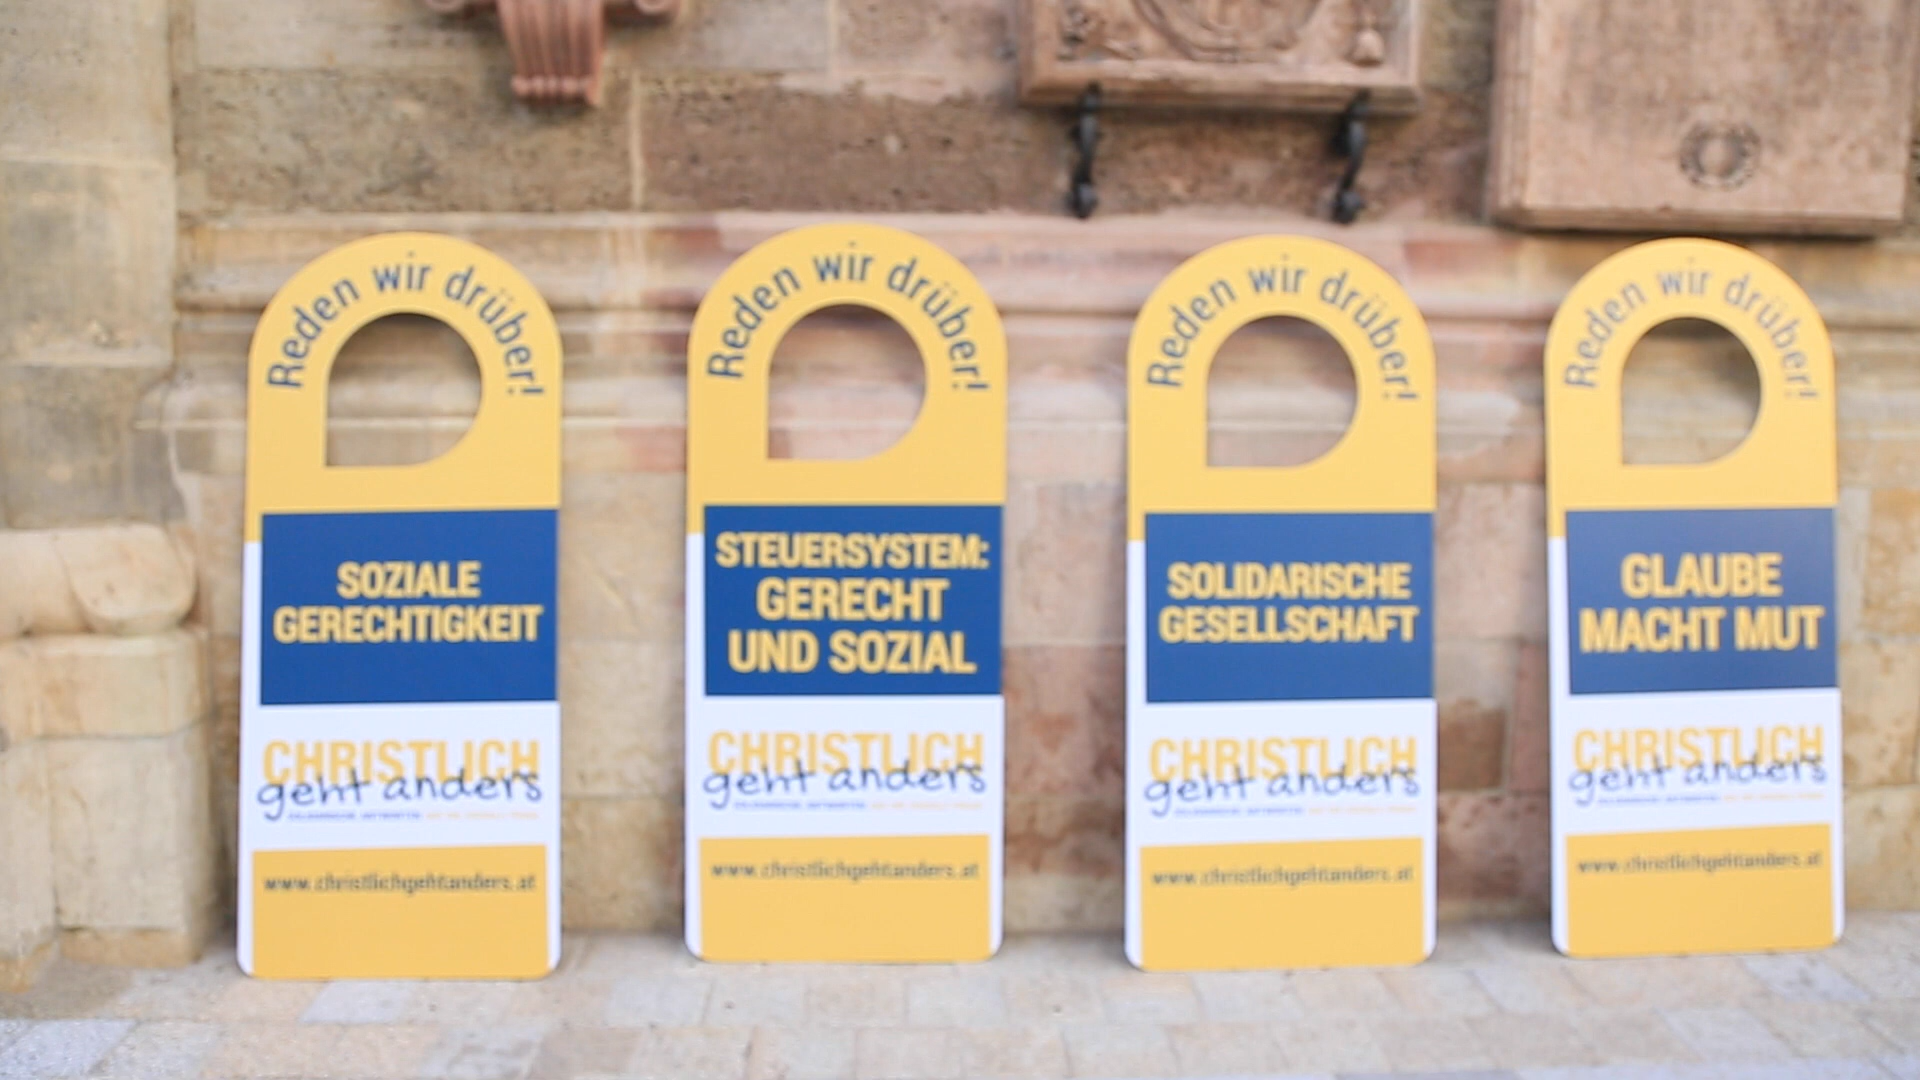 Reden wir drüber!
SOZIALE
GERECHTIGKEIT
CHRISTLICH
geht anders
www.christlichgehtanders.at
Reden wir drüber!
STEUERSYSTEM:
GERECHT
UND SOZIAL
CHRISTLICH
geht anders
www.christlichgehtanders.at
Reden wir drüber!
SOLIDARISCHE
GESELLSCHAFT
CHRISTLICH
geht anders
www.christlichgehtanders.at
Reden wir drüber!
GLAUBE
MACHT MUT
CHRISTLICH
geht anders
www.christlichgehtanders.at